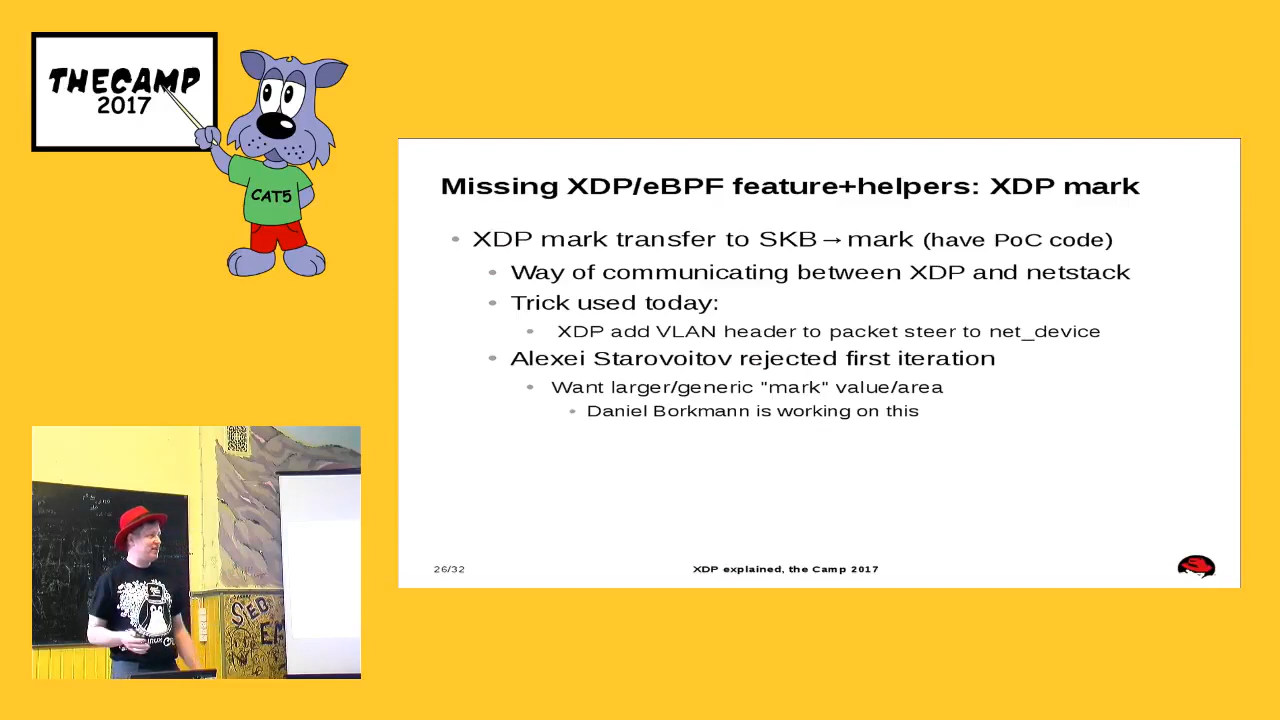 THECAMP
2017
CAT5
Missing XDP/eBPF feature+helpers: XDP mark
XDP mark transfer to SKB→mark (have PoC code)
Way of communicating between XDP and netstack
Trick used today:
XDP add VLAN header to packet steer to net_device
Alexei Starovoitov rejected first iteration
Want larger/generic "mark" value/area
Daniel Borkmann is working on this
26/32
XDP explained, the Camp 2017
SEO
EM